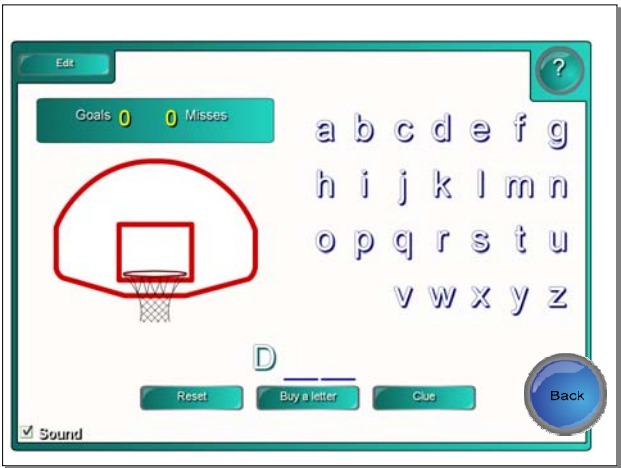 Edit
?
Goals 0 0 Misses
a b c d e f g
h i j k l m n
o p q r s t u
v w x y z
D _ _
Reset Buy a letter Clue
Back
Sound